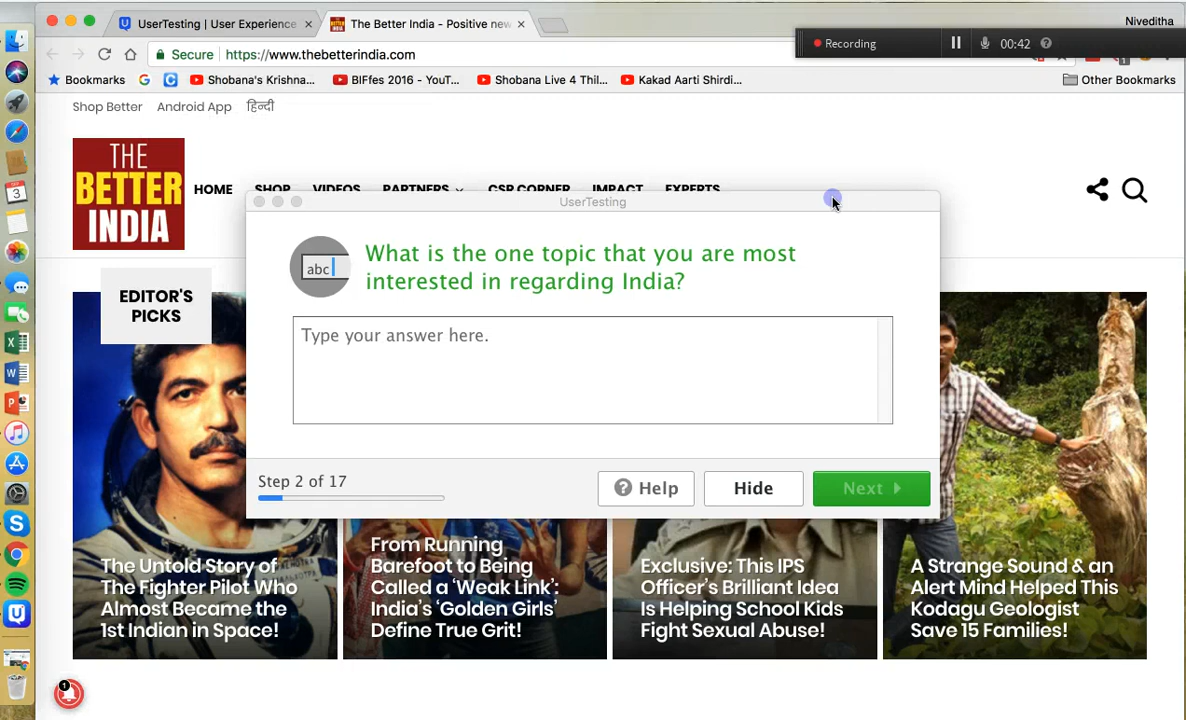 UserTesting | User Experience
The Better India - Positive new
Niveditha
Secure https://www.thebetterindia.com
Recording 00:42
Bookmarks
Shobana's Krishna...
BIFfes 2016 - YouT...
Shobana Live 4 Thil...
Kakad Aarti Shirdi...
Other Bookmarks
Shop Better Android App हिन्दी
THE
BETTER
INDIA
HOME SHOP VIDEOS PARTNERS CSR CORNER IMPACT EXPERTS
UserTesting
abc
What is the one topic that you are most
interested in regarding India?
Type your answer here.
Step 2 of 17
Help Hide Next
EDITOR'S
PICKS
The Untold Story of
The Fighter Pilot Who
Almost Became the
1st Indian in Space!
From Running
Barefoot to Being
Called a ‘Weak Link’:
India’s ‘Golden Girls’
Define True Grit!
Exclusive: This IPS
Officer’s Brilliant Idea
Is Helping School Kids
Fight Sexual Abuse!
A Strange Sound & an
Alert Mind Helped This
Kodagu Geologist
Save 15 Families!
3
1